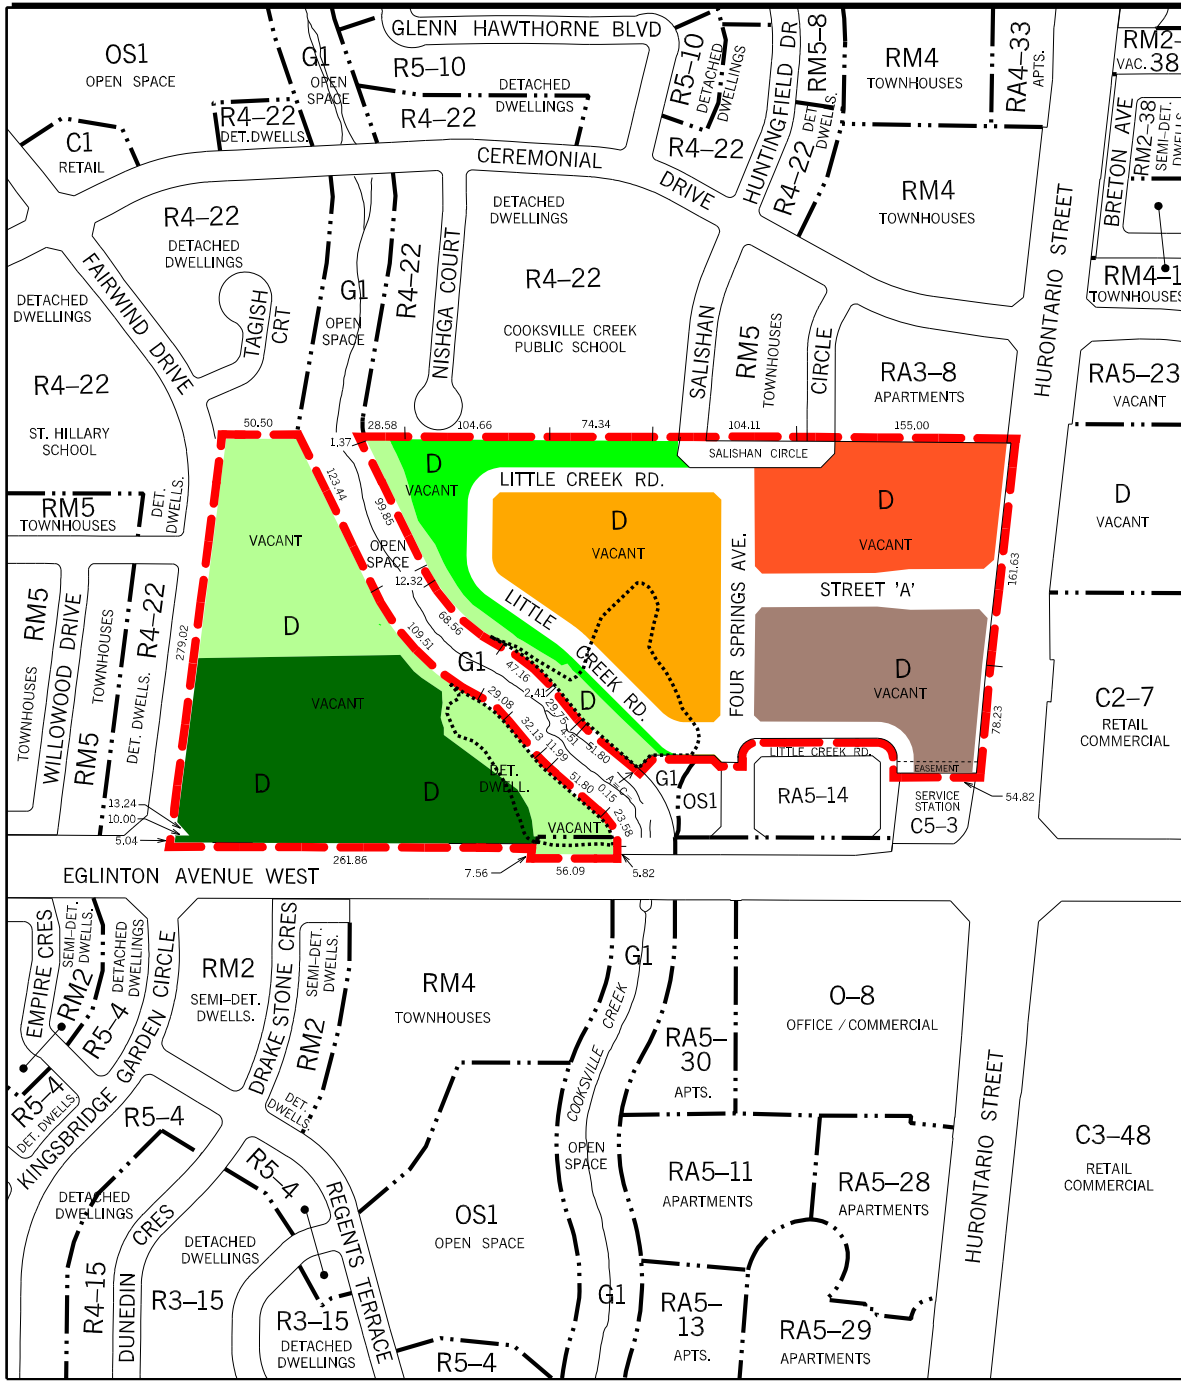 GLENN HAWTHORNE BLVD
OS1
OPEN SPACE
G1
OPEN
SPACE
R5–10
DETACHED
DWELLINGS
R4–22
R4–22
DET.DWELLS.
C1
RETAIL
R5–10
DETACHED
DWELLINGS
R4–22
HUNTINGFIELD DR
RM5–8
R4–22
DET.
DWELLS.
RM4
TOWNHOUSES
RA4–33
APTS.
RM2–
VAC.
38
BRETON AVE
RM2–38
SEMI–DET.
CEREMONIAL
DRIVE
RM4
TOWNHOUSES
HURONTARIO STREET
RM4–1
TOWNHOUSES
R4–22
DETACHED
DWELLINGS
FAIRWIND DRIVE
TAGISH
CRT
G1
OPEN
SPACE
R4–22
NISHGA COURT
DETACHED
DWELLINGS
R4–22
COOKSVILLE CREEK
PUBLIC SCHOOL
SALISHAN
CIRCLE
RM5
TOWNHOUSES
RA3–8
APARTMENTS
RA5–23
VACANT
DETACHED
DWELLINGS
R4–22
ST. HILLARY
SCHOOL
RM5
TOWNHOUSES
DET.
DWELLS.
50.50
1.37
28.58
104.66
74.34
104.11
155.00
SALISHAN CIRCLE
LITTLE CREEK RD.
D
VACANT
D
VACANT
D
VACANT
D
VACANT
123.44
99.85
OPEN
SPACE
12.32
VACANT
D
161.63
STREET 'A'
FOUR SPRINGS AVE.
LITTLE
CREEK RD.
68.56
109.51
G1
47.16
2.41
29.75
4.51
51.80
D
29.08
32.13
11.99
51.80
0.15
23.58
A=C=
D
VACANT
78.23
C2–7
RETAIL
COMMERCIAL
RM5
TOWNHOUSES
WILLOWOOD DRIVE
RM5
TOWNHOUSES
R4–22
DET. DWELLS.
279.02
VACANT
D
D
DET.
DWELL.
VACANT
G1
OS1
LITTLE CREEK RD.
RA5–14
EASEMENT
SERVICE
STATION
C5–3
54.82
13.24
10.00
5.04
261.86
7.56
56.09
5.82
EGLINTON AVENUE WEST
EMPIRE CRES
SEMI–DET.
DWELLS.
RM2
DETACHED
DWELLINGS
R5–4
KINGSBRIDGE GARDEN CIRCLE
R5–4
DET. DWELLS
RM2
SEMI–DET.
DWELLS.
DRAKE STONE CRES
SEMI–DET.
DWELLS.
RM2
DET.
DWELLS.
RM4
TOWNHOUSES
G1
COOKSVILLE CREEK
OPEN
SPACE
G1
RA5–
30
APTS.
O–8
OFFICE / COMMERCIAL
HURONTARIO STREET
C3–48
RETAIL
COMMERCIAL
RA5–11
APARTMENTS
RA5–28
APARTMENTS
RA5–
13
APTS.
RA5–29
APARTMENTS
R5–4
DETACHED
DWELLINGS
R4–15
DUNEDIN
CRES
R5–4
DETACHED
DWELLINGS
R3–15
R3–15
DETACHED
DWELLINGS
REGENTS TERRACE
OS1
OPEN SPACE
R5–4